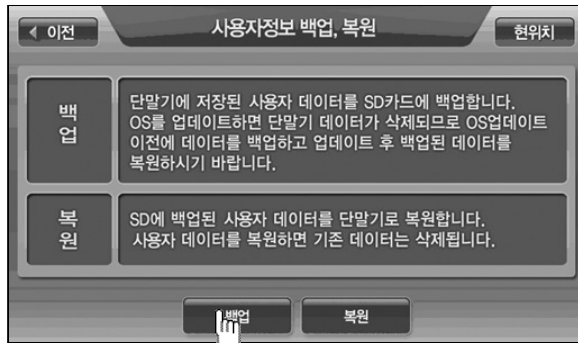 이전
사용자정보 백업, 복원
현위치
백업
단말기에 저장된 사용자 데이터를 SD카드에 백업합니다.
OS를 업데이트하면 단말기 데이터가 삭제되므로 OS업데이트
이전에 데이터를 백업하고 업데이트 후 백업된 데이터를
복원하시기 바랍니다.
복원
SD에 백업된 사용자 데이터를 단말기로 복원합니다.
사용자 데이터를 복원하면 기존 데이터는 삭제됩니다.
백업
복원